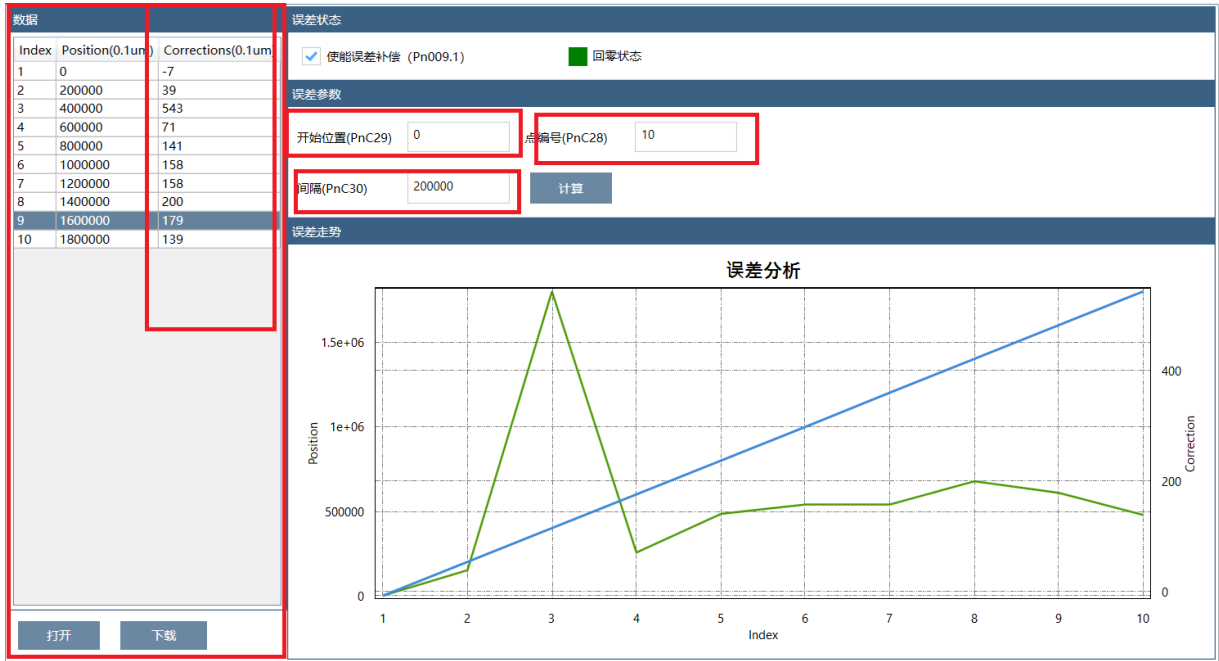 数据
Index Position(0.1um) Corrections(0.1um)
1 0 -7
2 200000 39
3 400000 543
4 600000 71
5 800000 141
6 1000000 158
7 1200000 158
8 1400000 200
9 1600000 179
10 1800000 139
打开 下载
误差状态
使能误差补偿（Pn009.1） 回零状态
误差参数
开始位置(PnC29) 0 点编号(PnC28) 10
间隔(PnC30) 200000 计算
误差走势
误差分析
1.5e+06
1e+06
500000
0
Position
400
200
0
Correction
1 2 3 4 5 6 7 8 9 10
Index